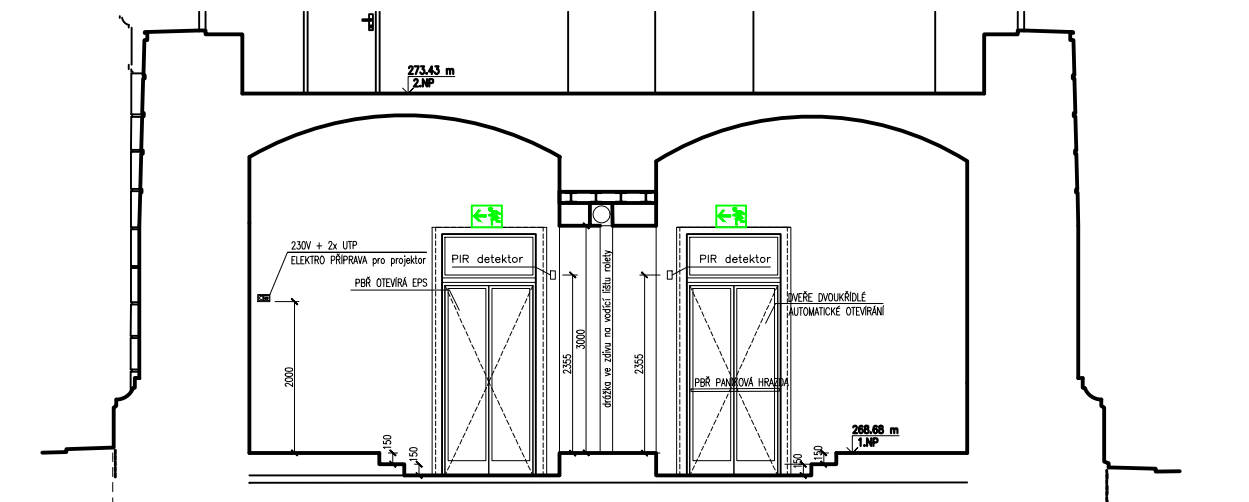 273.43 m
2.NP
230V + 2x UTP
ELEKTRO PŘÍPRAVA pro projektor
PBŘ OTEVÍRÁ EPS
PIR detektor
PIR detektor
DVEŘE DVOUKŘÍDLÉ
AUTOMATICKÉ OTEVÍRÁNÍ
PBŘ PANIKOVÁ HRAZDA
drážka ve zdivu na vodící lištu rolety
2000
2355
3000
2355
150
150
150
150
268.68 m
1.NP